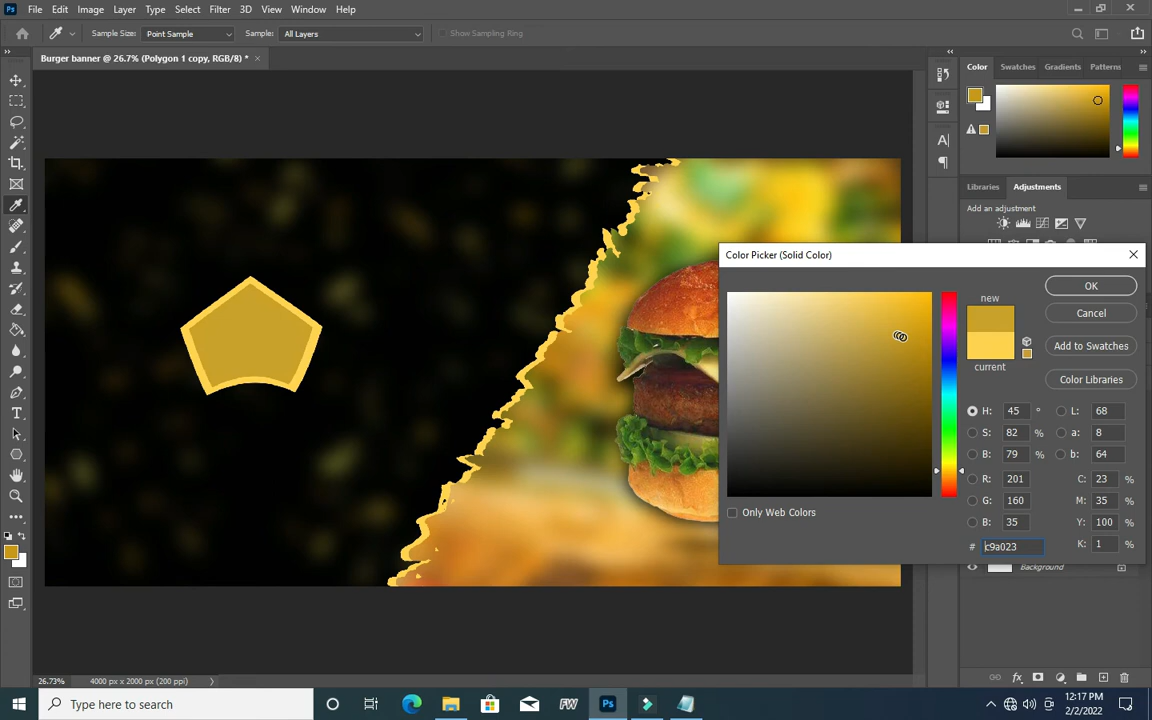 Ps File Edit Image Layer Type Select Filter 3D View Window Help
Sample Size: Point Sample Sample: All Layers Show Sampling Ring
Burger banner @ 26.7% (Polygon 1 copy, RGB/8) *
Color Swatches Gradients Patterns
Libraries Adjustments
Add an adjustment
Color Picker (Solid Color)
OK
new
Cancel
Add to Swatches
current
Color Libraries
H: 45 ° L: 68
S: 82 % a: 8
B: 79 % b: 64
R: 201 C: 23 %
G: 160 M: 35 %
Only Web Colors B: 35 Y: 100 %
# c9a023 K: 1 %
Background
26.73% 4000 px x 2000 px (200 ppi)
Type here to search
FW
Ps
12:17 PM
2/2/2022